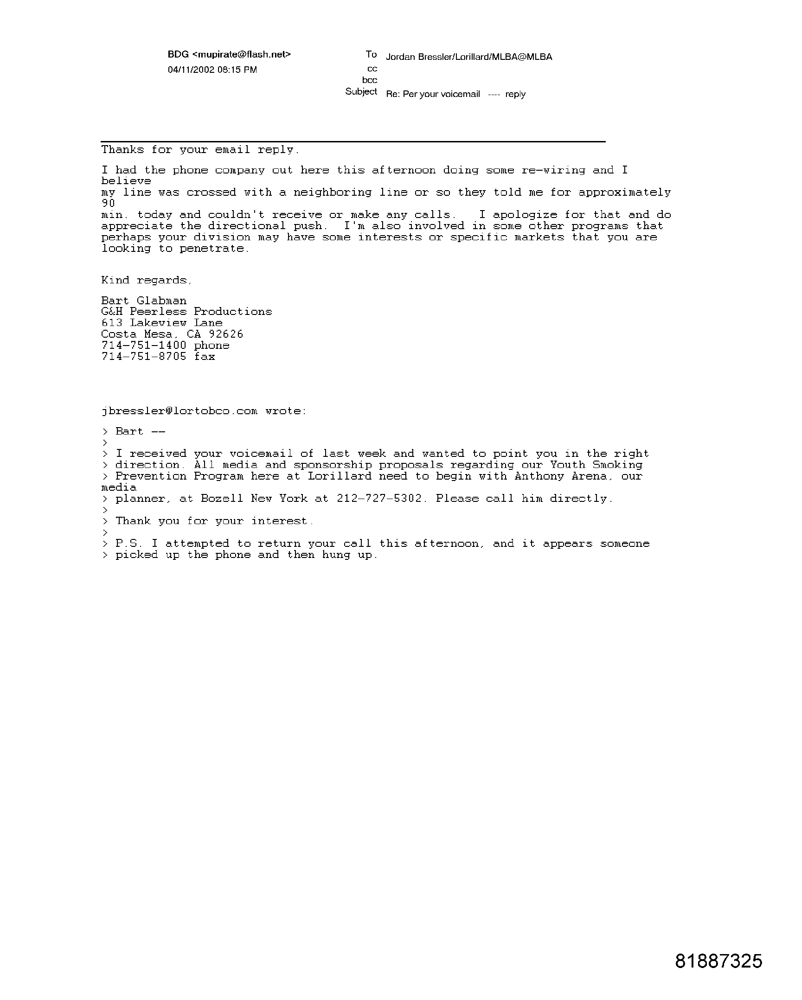 BDG <mupirate@flash.net>
04/11/2002 08:15 PM
To Jordan Bressler/Lorillard/MLBA@MLBA
cc
bcc
Subject Re: Per your voicemail ---- reply
Thanks for your email reply.
I had the phone company out here this afternoon doing some re-wiring and I
believe
my line was crossed with a neighboring line or so they told me for approximately
90
min. today and couldn't receive or make any calls. I apologize for that and do
appreciate the directional push. I'm also involved in some other programs that
perhaps your division may have some interests or specific markets that you are
looking to penetrate.
Kind regards,
Bart Glabman
G&H Peerless Productions
613 Lakeview Lane
Costa Mesa, CA 92626
714-751-1400 phone
714-751-8705 fax
jbressler@lortobco.com wrote:
> Bart --
>
> I received your voicemail of last week and wanted to point you in the right
> direction. All media and sponsorship proposals regarding our Youth Smoking
> Prevention Program here at Lorillard need to begin with Anthony Arena, our
media
> planner, at Bozell New York at 212-727-5302. Please call him directly.
>
> Thank you for your interest.
>
> P.S. I attempted to return your call this afternoon, and it appears someone
> picked up the phone and then hung up.
81887325